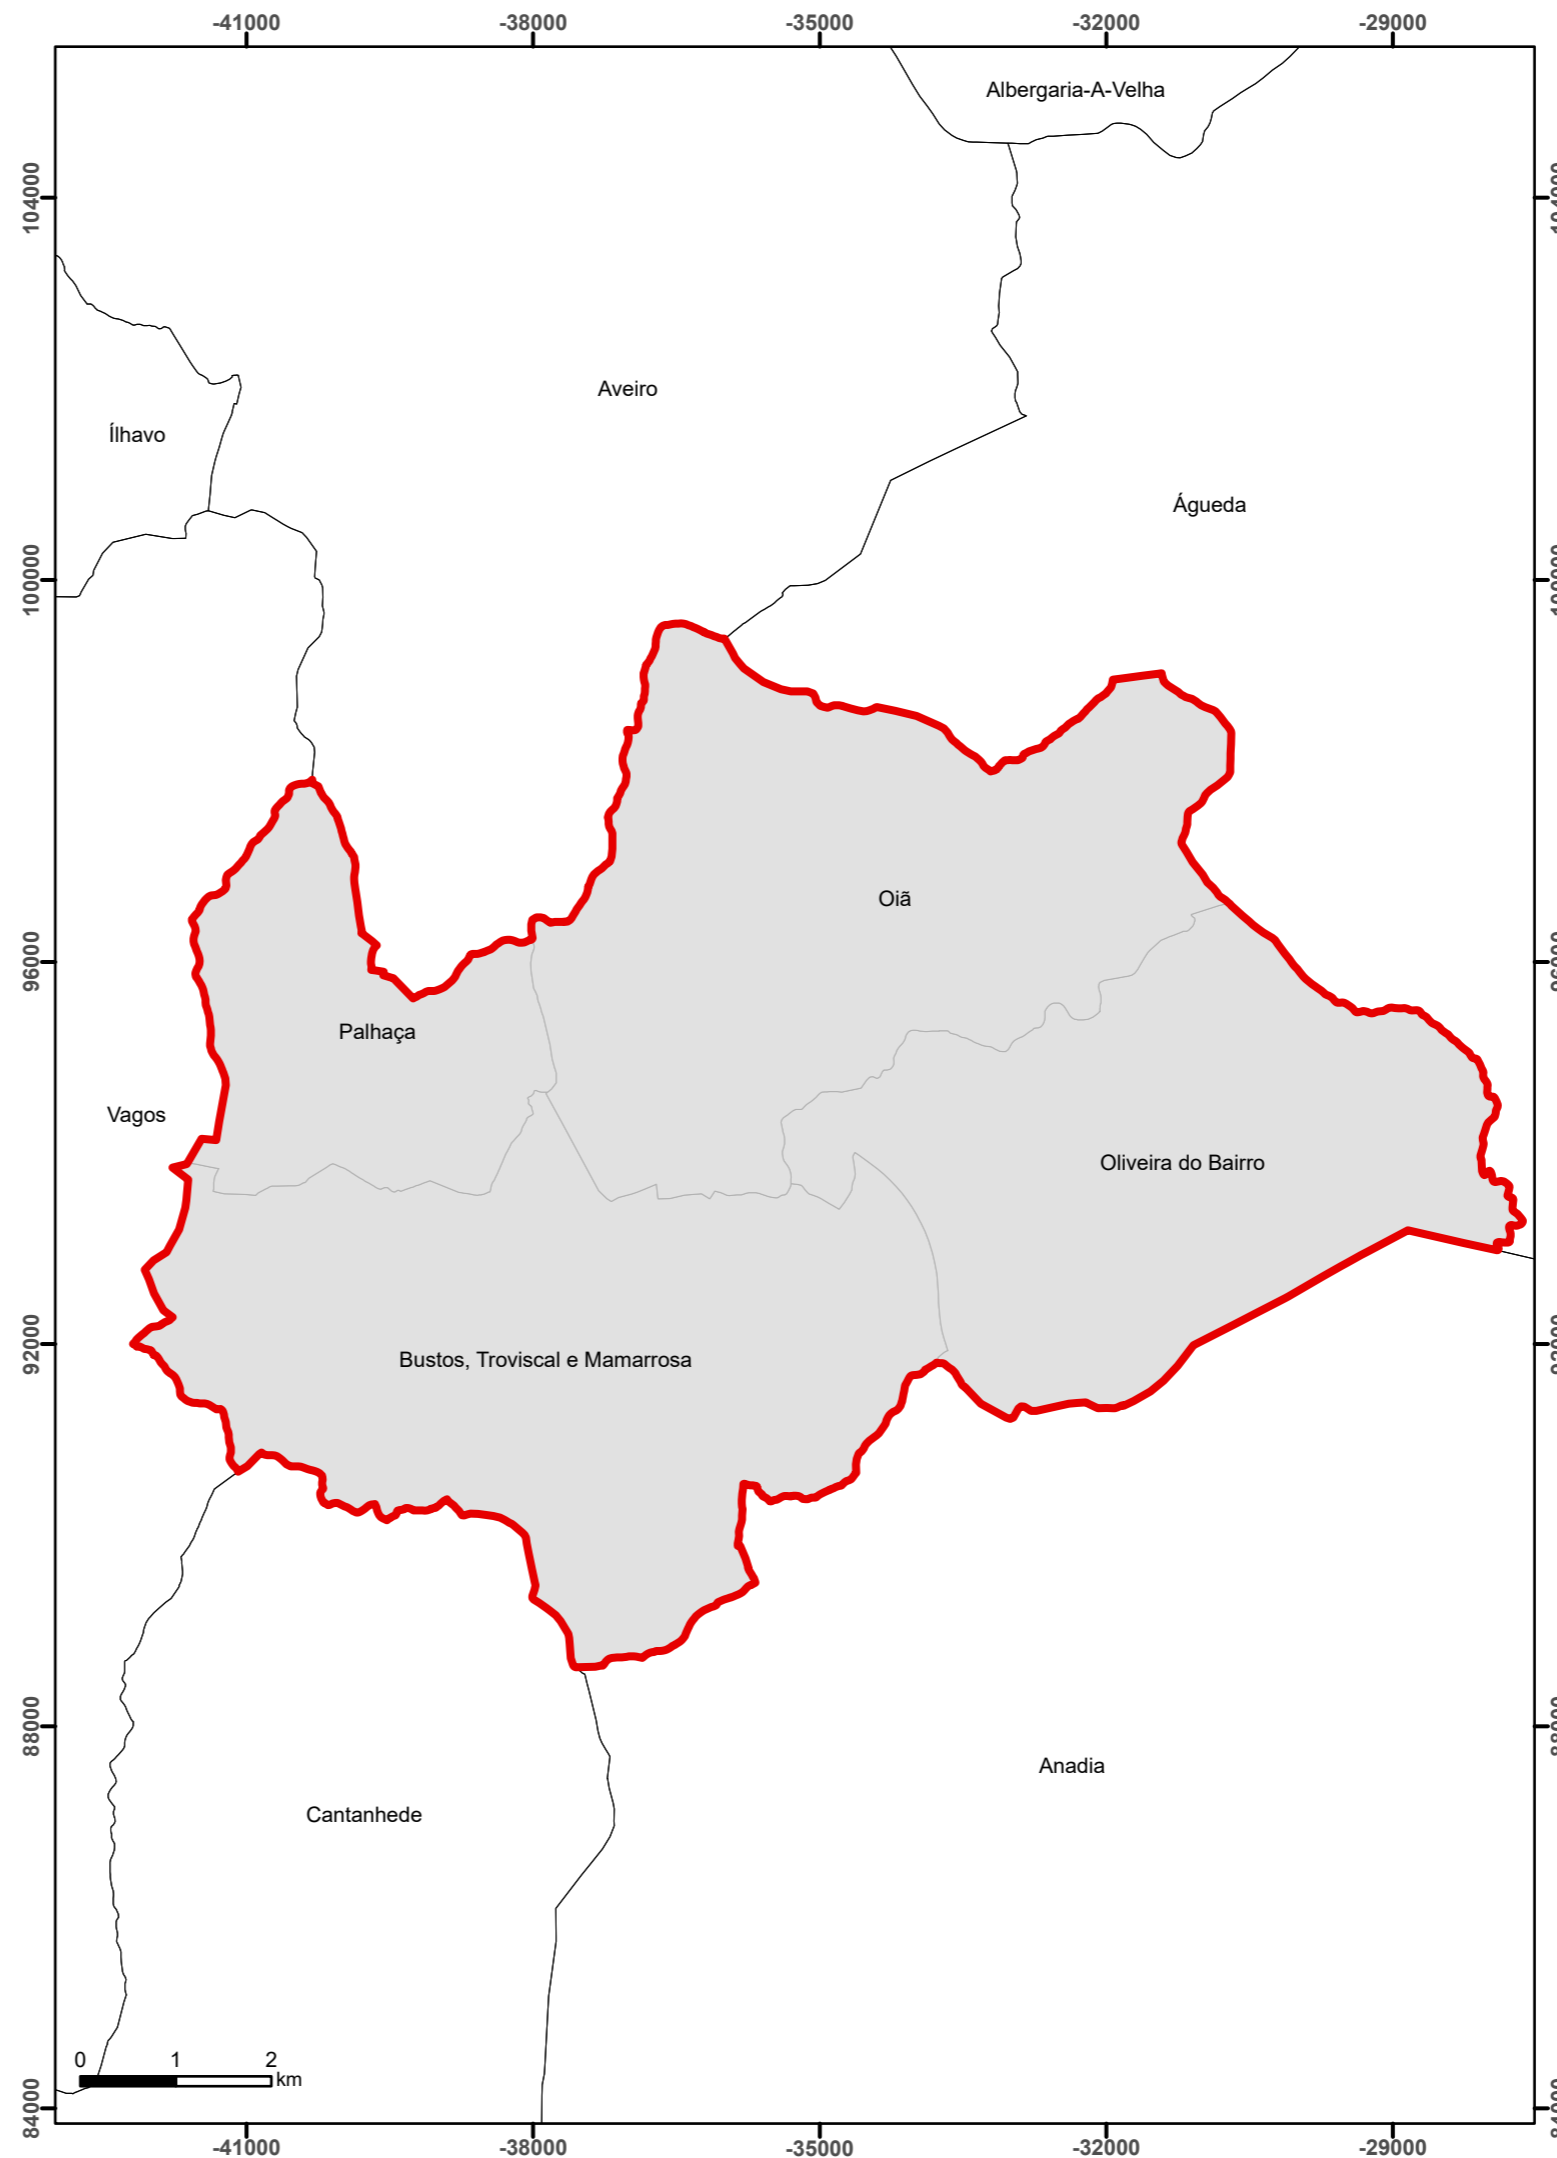 -41000 -38000 -35000 -32000 -29000
Albergaria-A-Velha
104000
Aveiro
Ílhavo
Águeda
100000
Oiã
96000
Palhaça
Vagos
Oliveira do Bairro
92000
Bustos, Troviscal e Mamarrosa
88000
Anadia
Cantanhede
0 1 2
km
84000
-41000 -38000 -35000 -32000 -29000